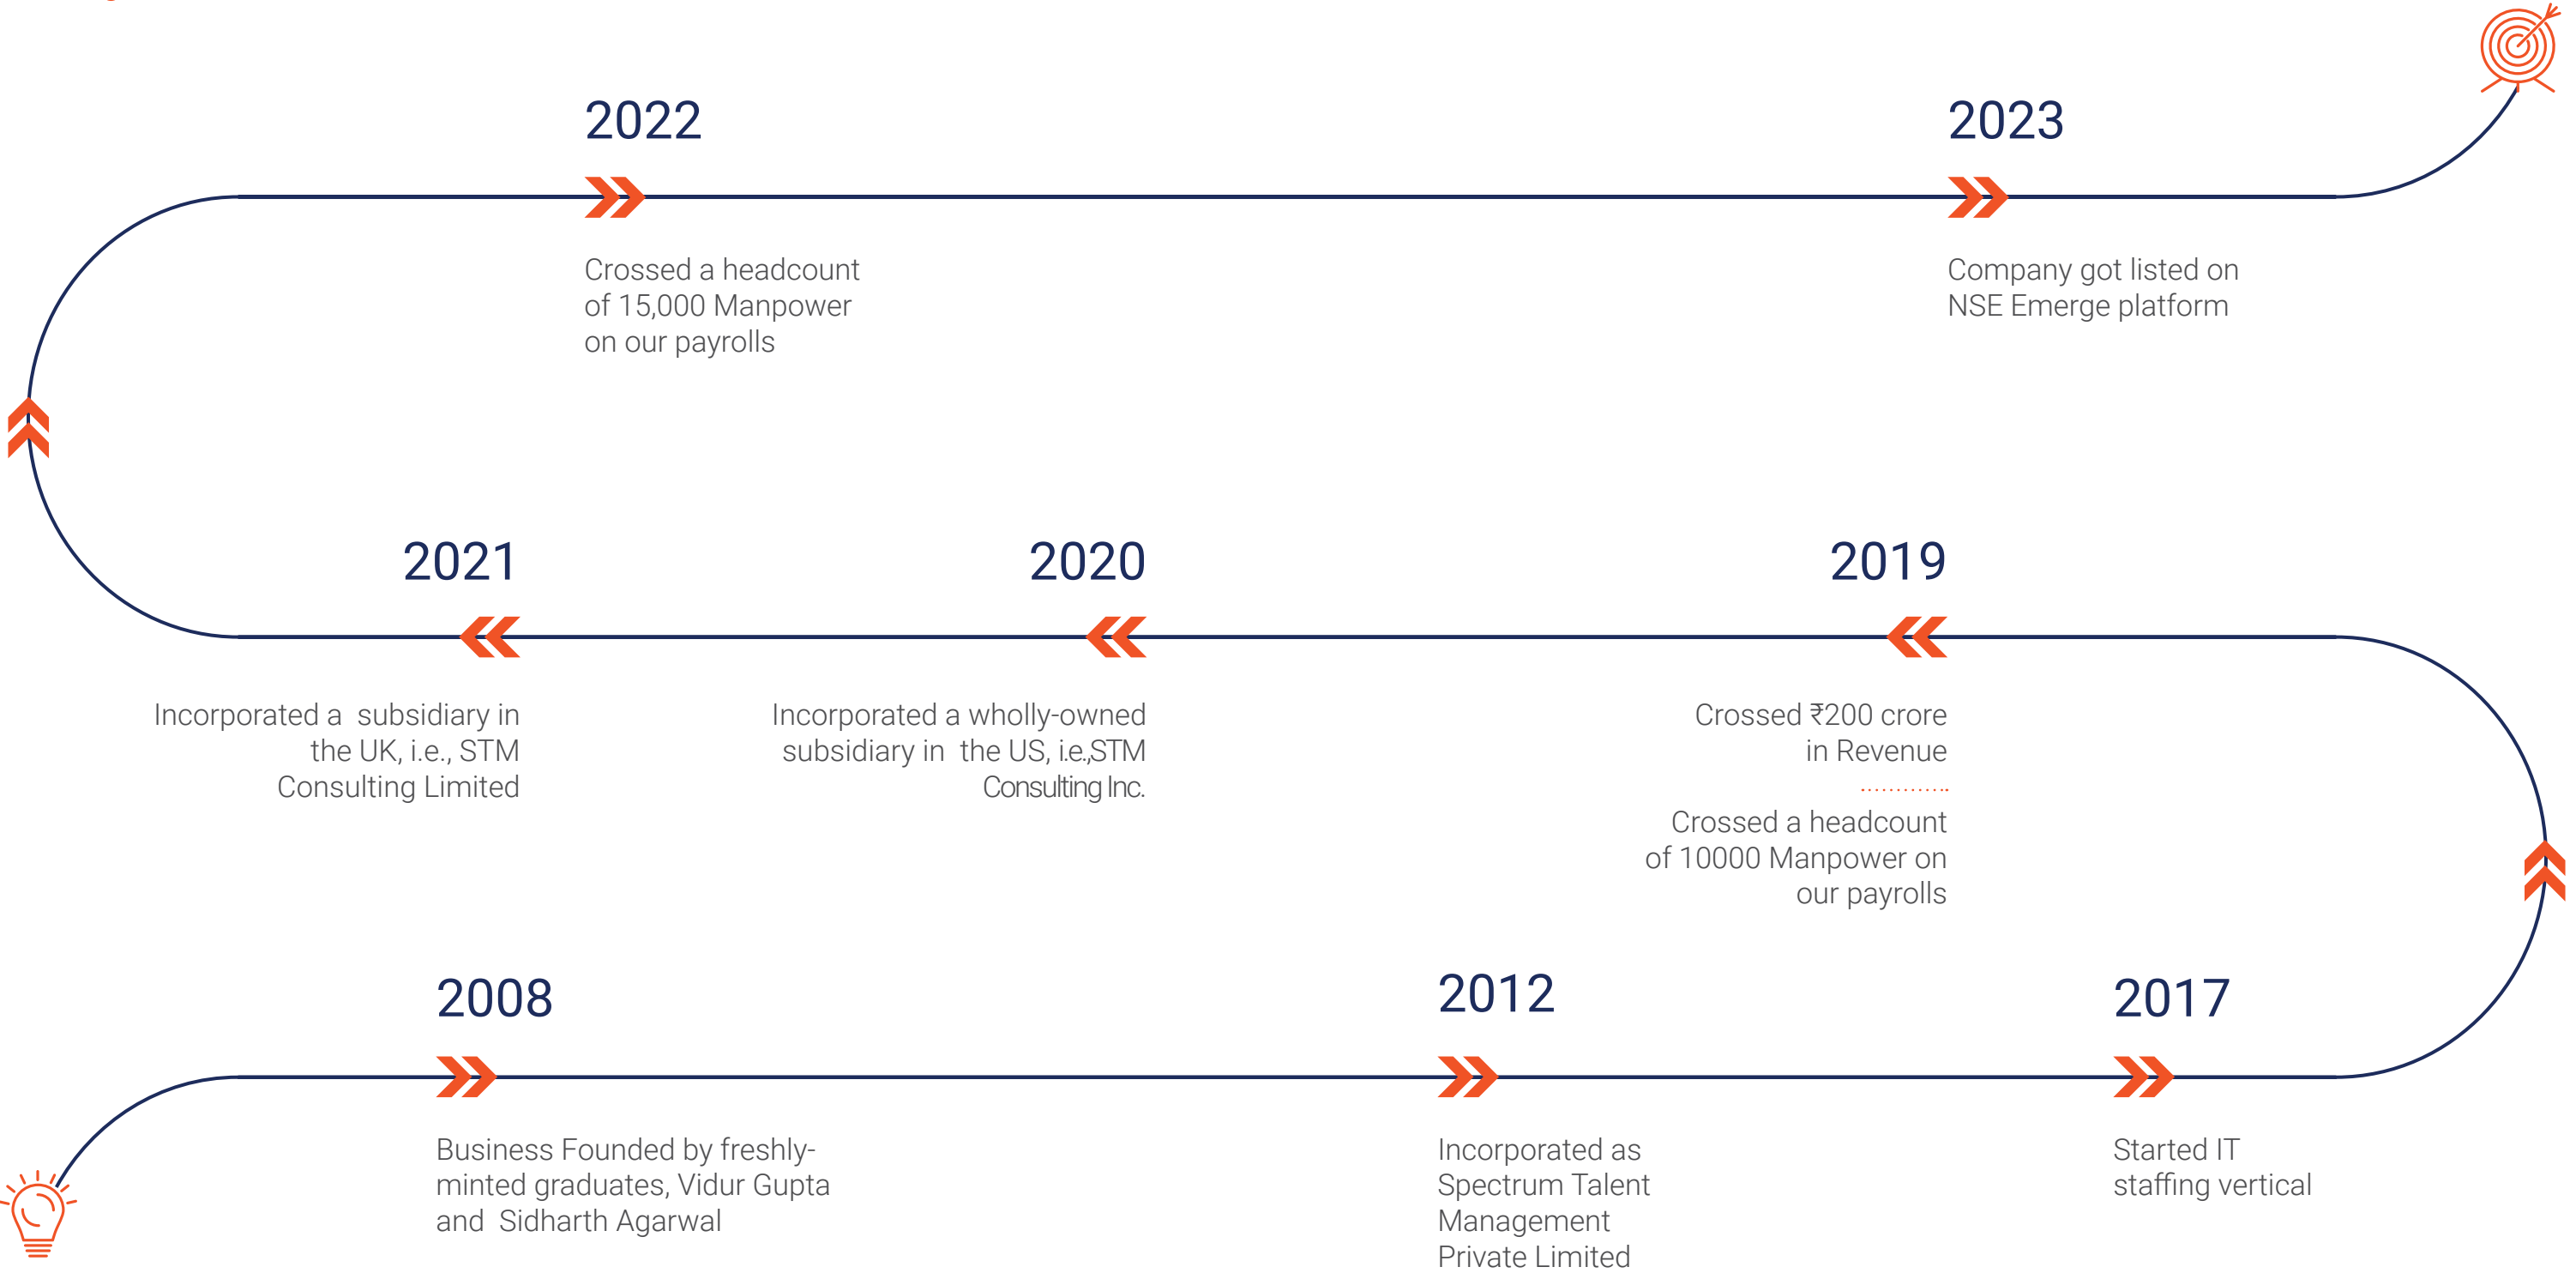 2022
Crossed a headcount
of 15,000 Manpower
on our payrolls
2023
Company got listed on
NSE Emerge platform
2021
Incorporated a  subsidiary in
the UK, i.e., STM
Consulting Limited
2020
Incorporated a wholly-owned
subsidiary in  the US, i.e.,STM
Consulting Inc.
2019
Crossed ₹200 crore
in Revenue
Crossed a headcount
of 10000 Manpower on
our payrolls
2008
Business Founded by freshly-
minted graduates, Vidur Gupta
and  Sidharth Agarwal
2012
Incorporated as
Spectrum Talent
Management
Private Limited
2017
Started IT
staffing vertical